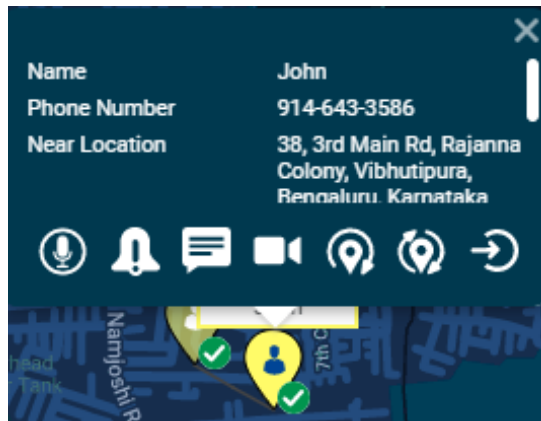 Name John
Phone Number 914-643-3586
Near Location 38, 3rd Main Rd, Rajanna
Colony, Vibhutipura,
Bengaluru, Karnataka
Namjoshi R
7th C
head
Tank